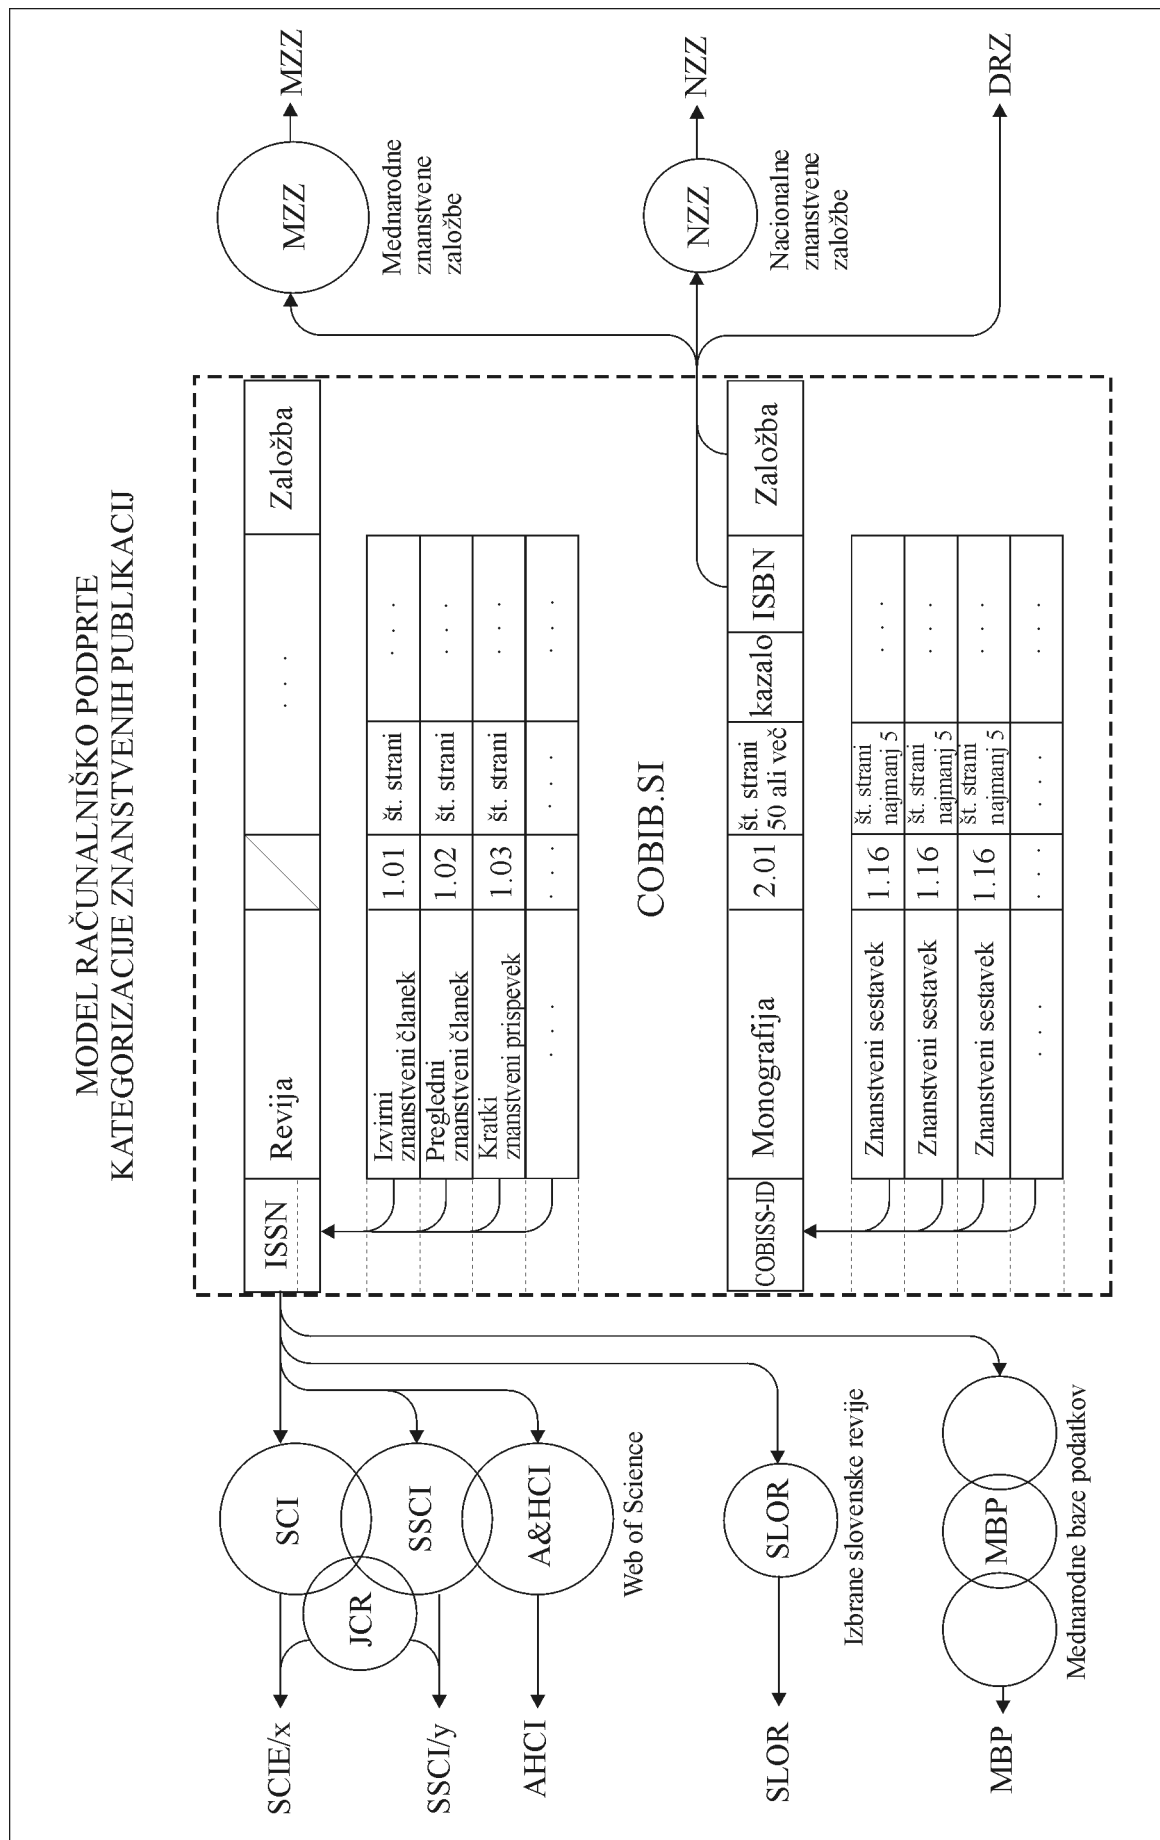 MODEL RAČUNALNIŠKO PODPRTE
KATEGORIZACIJE ZNANSTVENIH PUBLIKACIJ
SCIE/x
SSCI/y
AHCI
SLOR
MBP
JCR
SCI
SSCI
A&HCI
Web of Science
SLOR
Izbrane slovenske revije
MBP
Mednarodne baze podatkov
ISSN
Revija
. . .
Založba
Izvirni
znanstveni članek
1.01
št. strani
. . .
Pregledni
znanstveni članek
1.02
št. strani
. . .
Kratki
znanstveni prispevek
1.03
št. strani
. . .
. . .
. . .
. . .
. . .
COBIB.SI
COBISS-ID
Monografija
2.01
št. strani
50 ali več
kazalo
ISBN
Založba
Znanstveni sestavek
1.16
št. strani
najmanj 5
. . .
Znanstveni sestavek
1.16
št. strani
najmanj 5
. . .
Znanstveni sestavek
1.16
št. strani
najmanj 5
. . .
. . .
. . .
. . .
. . .
MZZ
Mednarodne
znanstvene
založbe
MZZ
NZZ
Nacionalne
znanstvene
založbe
NZZ
DRZ